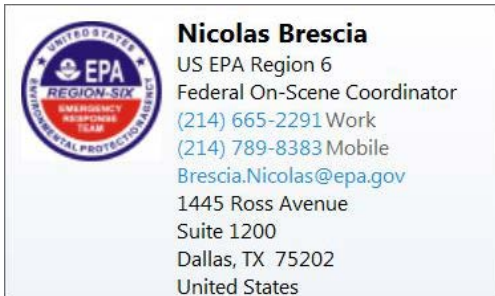 UNITED STATES
EPA
REGION-SIX
EMERGENCY
RESPONSE
TEAM
ENVIRONMENTAL PROTECTION AGENCY
Nicolas Brescia
US EPA Region 6
Federal On-Scene Coordinator
(214) 665-2291 Work
(214) 789-8383 Mobile
Brescia.Nicolas@epa.gov
1445 Ross Avenue
Suite 1200
Dallas, TX  75202
United States